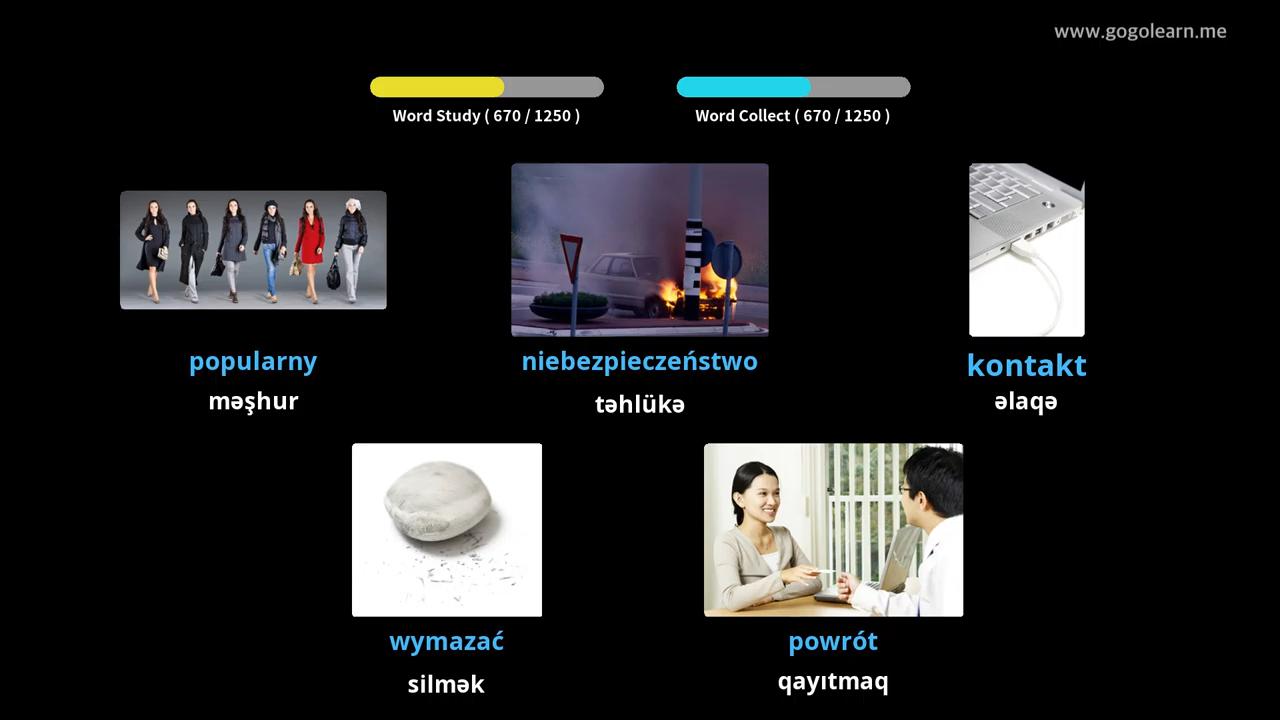 www.gogolearn.me
Word Study ( 670 / 1250 )
Word Collect ( 670 / 1250 )
popularny
məşhur
niebezpieczeństwo
təhlükə
kontakt
əlaqə
wymazać
silmək
powrót
qayıtmaq